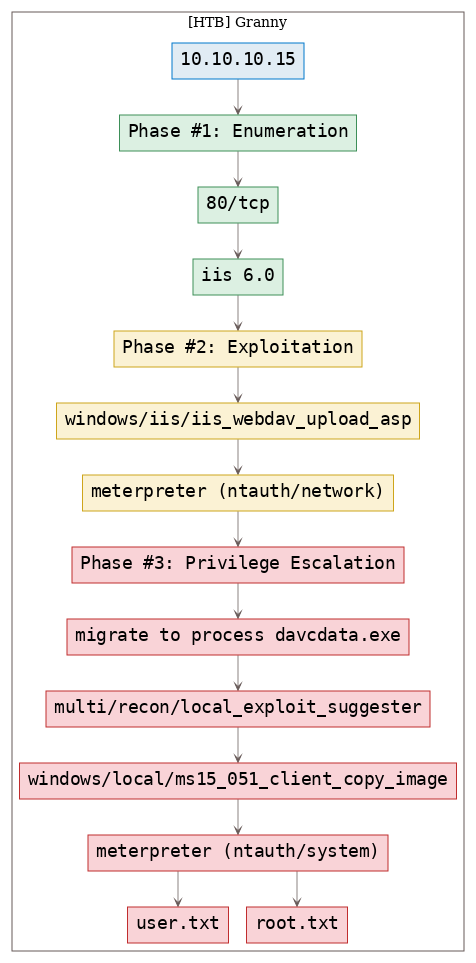 [HTB] Granny
10.10.10.15
Phase #1: Enumeration
80/tcp
iis 6.0
Phase #2: Exploitation
windows/iis/iis_webdav_upload_asp
meterpreter (ntauth/network)
Phase #3: Privilege Escalation
migrate to process davcdata.exe
multi/recon/local_exploit_suggester
windows/local/ms15_051_client_copy_image
meterpreter (ntauth/system)
user.txt
root.txt